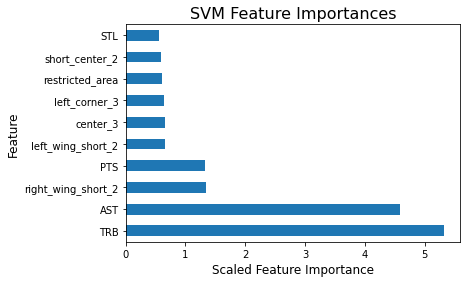 SVM Feature Importances
STL
short_center_2
restricted_area
left_corner_3
center_3
left_wing_short_2
PTS
right_wing_short_2
AST
TRB
Feature
0 1 2 3 4 5
Scaled Feature Importance